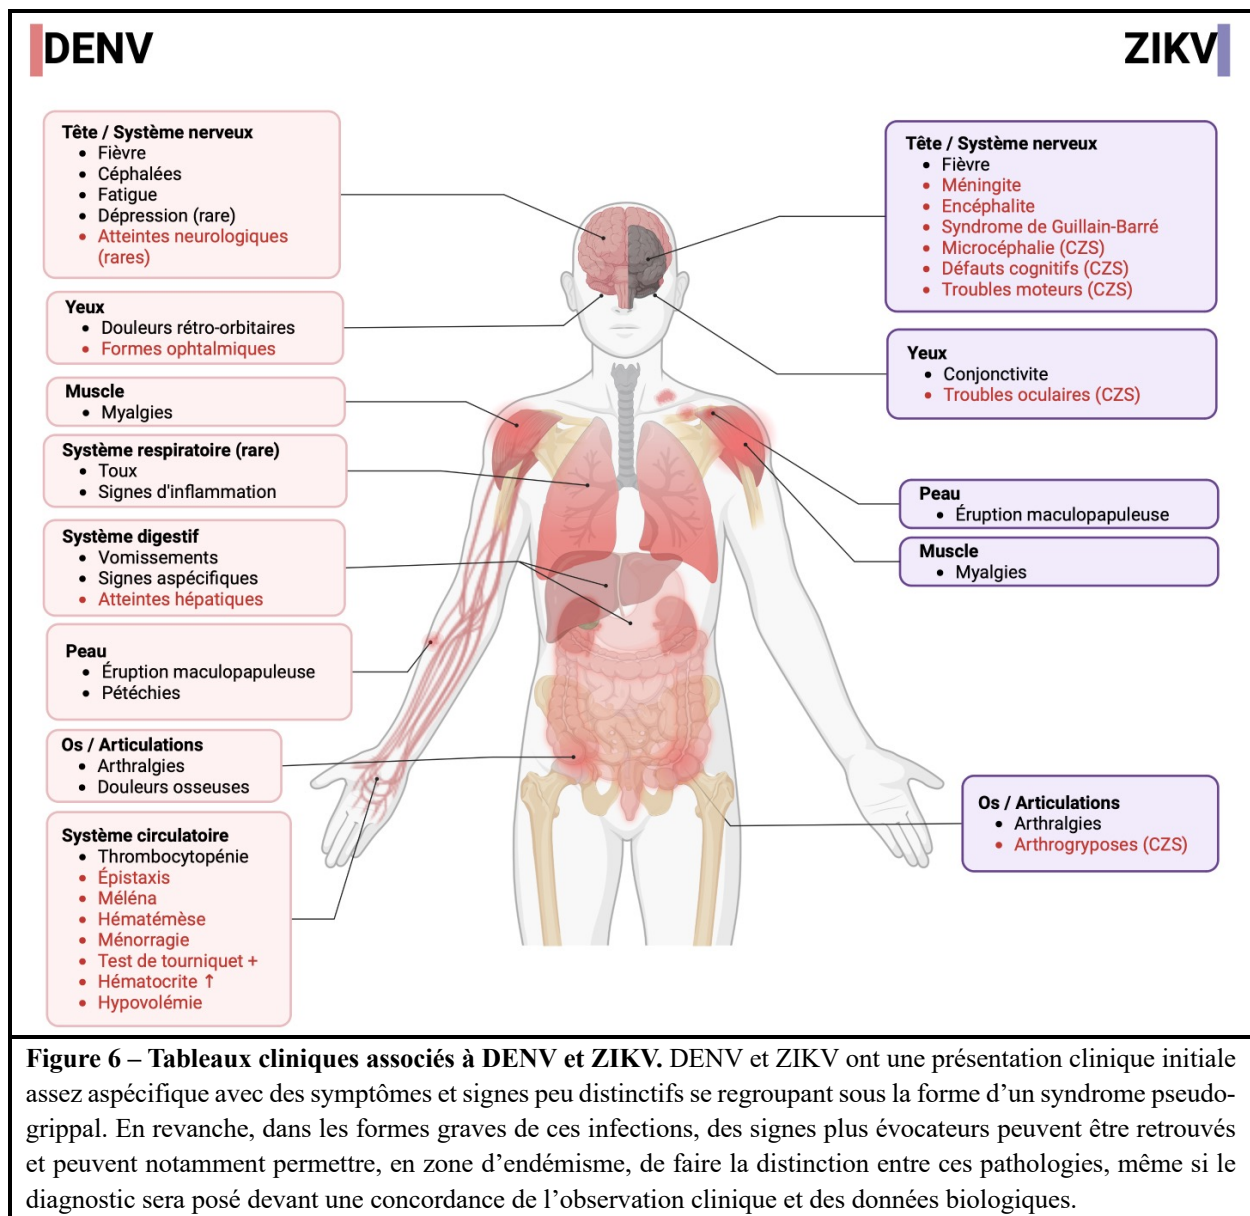 DENV
ZIKV
Tête / Système nerveux
• Fièvre
• Céphalées
• Fatigue
• Dépression (rare)
• Atteintes neurologiques
(rares)
Yeux
• Douleurs rétro-orbitaires
• Formes ophtalmiques
Muscle
• Myalgies
Système respiratoire (rare)
• Toux
• Signes d'inflammation
Système digestif
• Vomissements
• Signes aspécifiques
• Atteintes hépatiques
Peau
• Éruption maculopapuleuse
• Pétéchies
Os / Articulations
• Arthralgies
• Douleurs osseuses
Système circulatoire
• Thrombocytopénie
• Épistaxis
• Méléna
• Hématémèse
• Ménorragie
• Test de tourniquet +
• Hématocrite ↑
• Hypovolémie
Tête / Système nerveux
• Fièvre
• Méningite
• Encéphalite
• Syndrome de Guillain-Barré
• Microcéphalie (CZS)
• Défauts cognitifs (CZS)
• Troubles moteurs (CZS)
Yeux
• Conjonctivite
• Troubles oculaires (CZS)
Peau
• Éruption maculopapuleuse
Muscle
• Myalgies
Os / Articulations
• Arthralgies
• Arthrogryposes (CZS)
Figure 6 – Tableaux cliniques associés à DENV et ZIKV. DENV et ZIKV ont une présentation clinique initiale
assez aspécifique avec des symptômes et signes peu distinctifs se regroupant sous la forme d’un syndrome pseudo-
grippal. En revanche, dans les formes graves de ces infections, des signes plus évocateurs peuvent être retrouvés
et peuvent notamment permettre, en zone d’endémisme, de faire la distinction entre ces pathologies, même si le
diagnostic sera posé devant une concordance de l’observation clinique et des données biologiques.